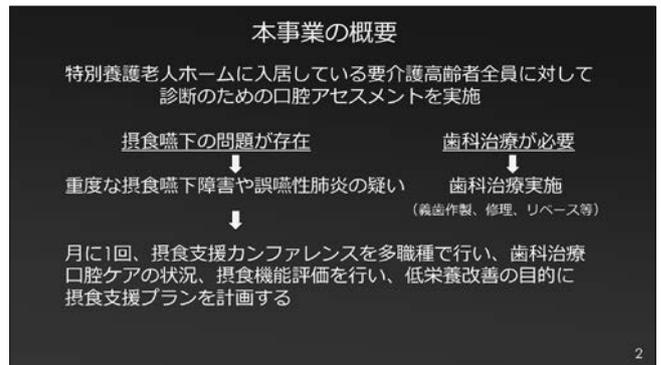 本事業の概要
特別養護老人ホームに入居している要介護高齢者全員に対して
診断のための口腔アセスメントを実施
摂食嚥下の問題が存在 歯科治療が必要
重度な摂食嚥下障害や誤嚥性肺炎の疑い 歯科治療実施
(義歯作製、修理、リベース等)
月に1回、摂食支援カンファレンスを多職種で行い、歯科治療
口腔ケアの状況、摂食機能評価を行い、低栄養改善の目的に
摂食支援プランを計画する
2